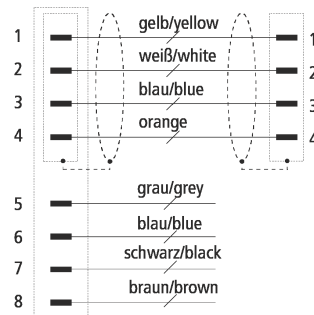 1 gelb/yellow 1
2 weiß/white 2
3 blau/blue 3
4 orange 4
5 grau/grey
6 blau/blue
7 schwarz/black
8 braun/brown